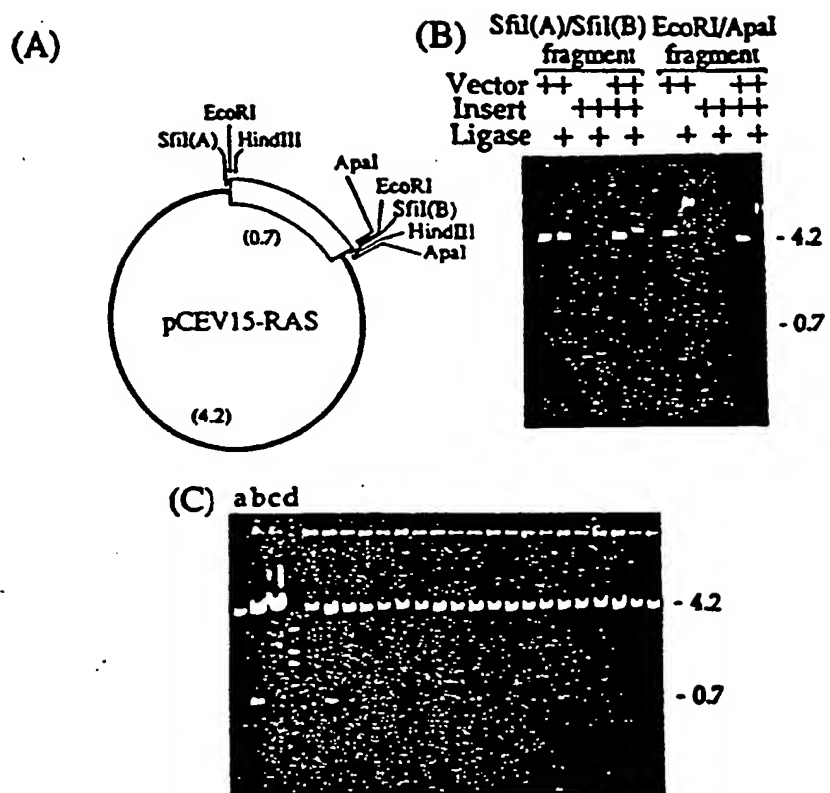 (A)
EcoRI
SfiI(A)
HindIII
ApaI
EcoRI
SfiI(B)
HindIII
ApaI
(0.7)
pCEV15-RAS
(4.2)
(B)
SfiI(A)/SfiI(B) EcoRI/ApaI
fragment fragment
Vector ++ ++ ++ ++
Insert ++++ ++++
Ligase + + + + + +
- 4.2
- 0.7
(C) abcd
- 4.2
- 0.7